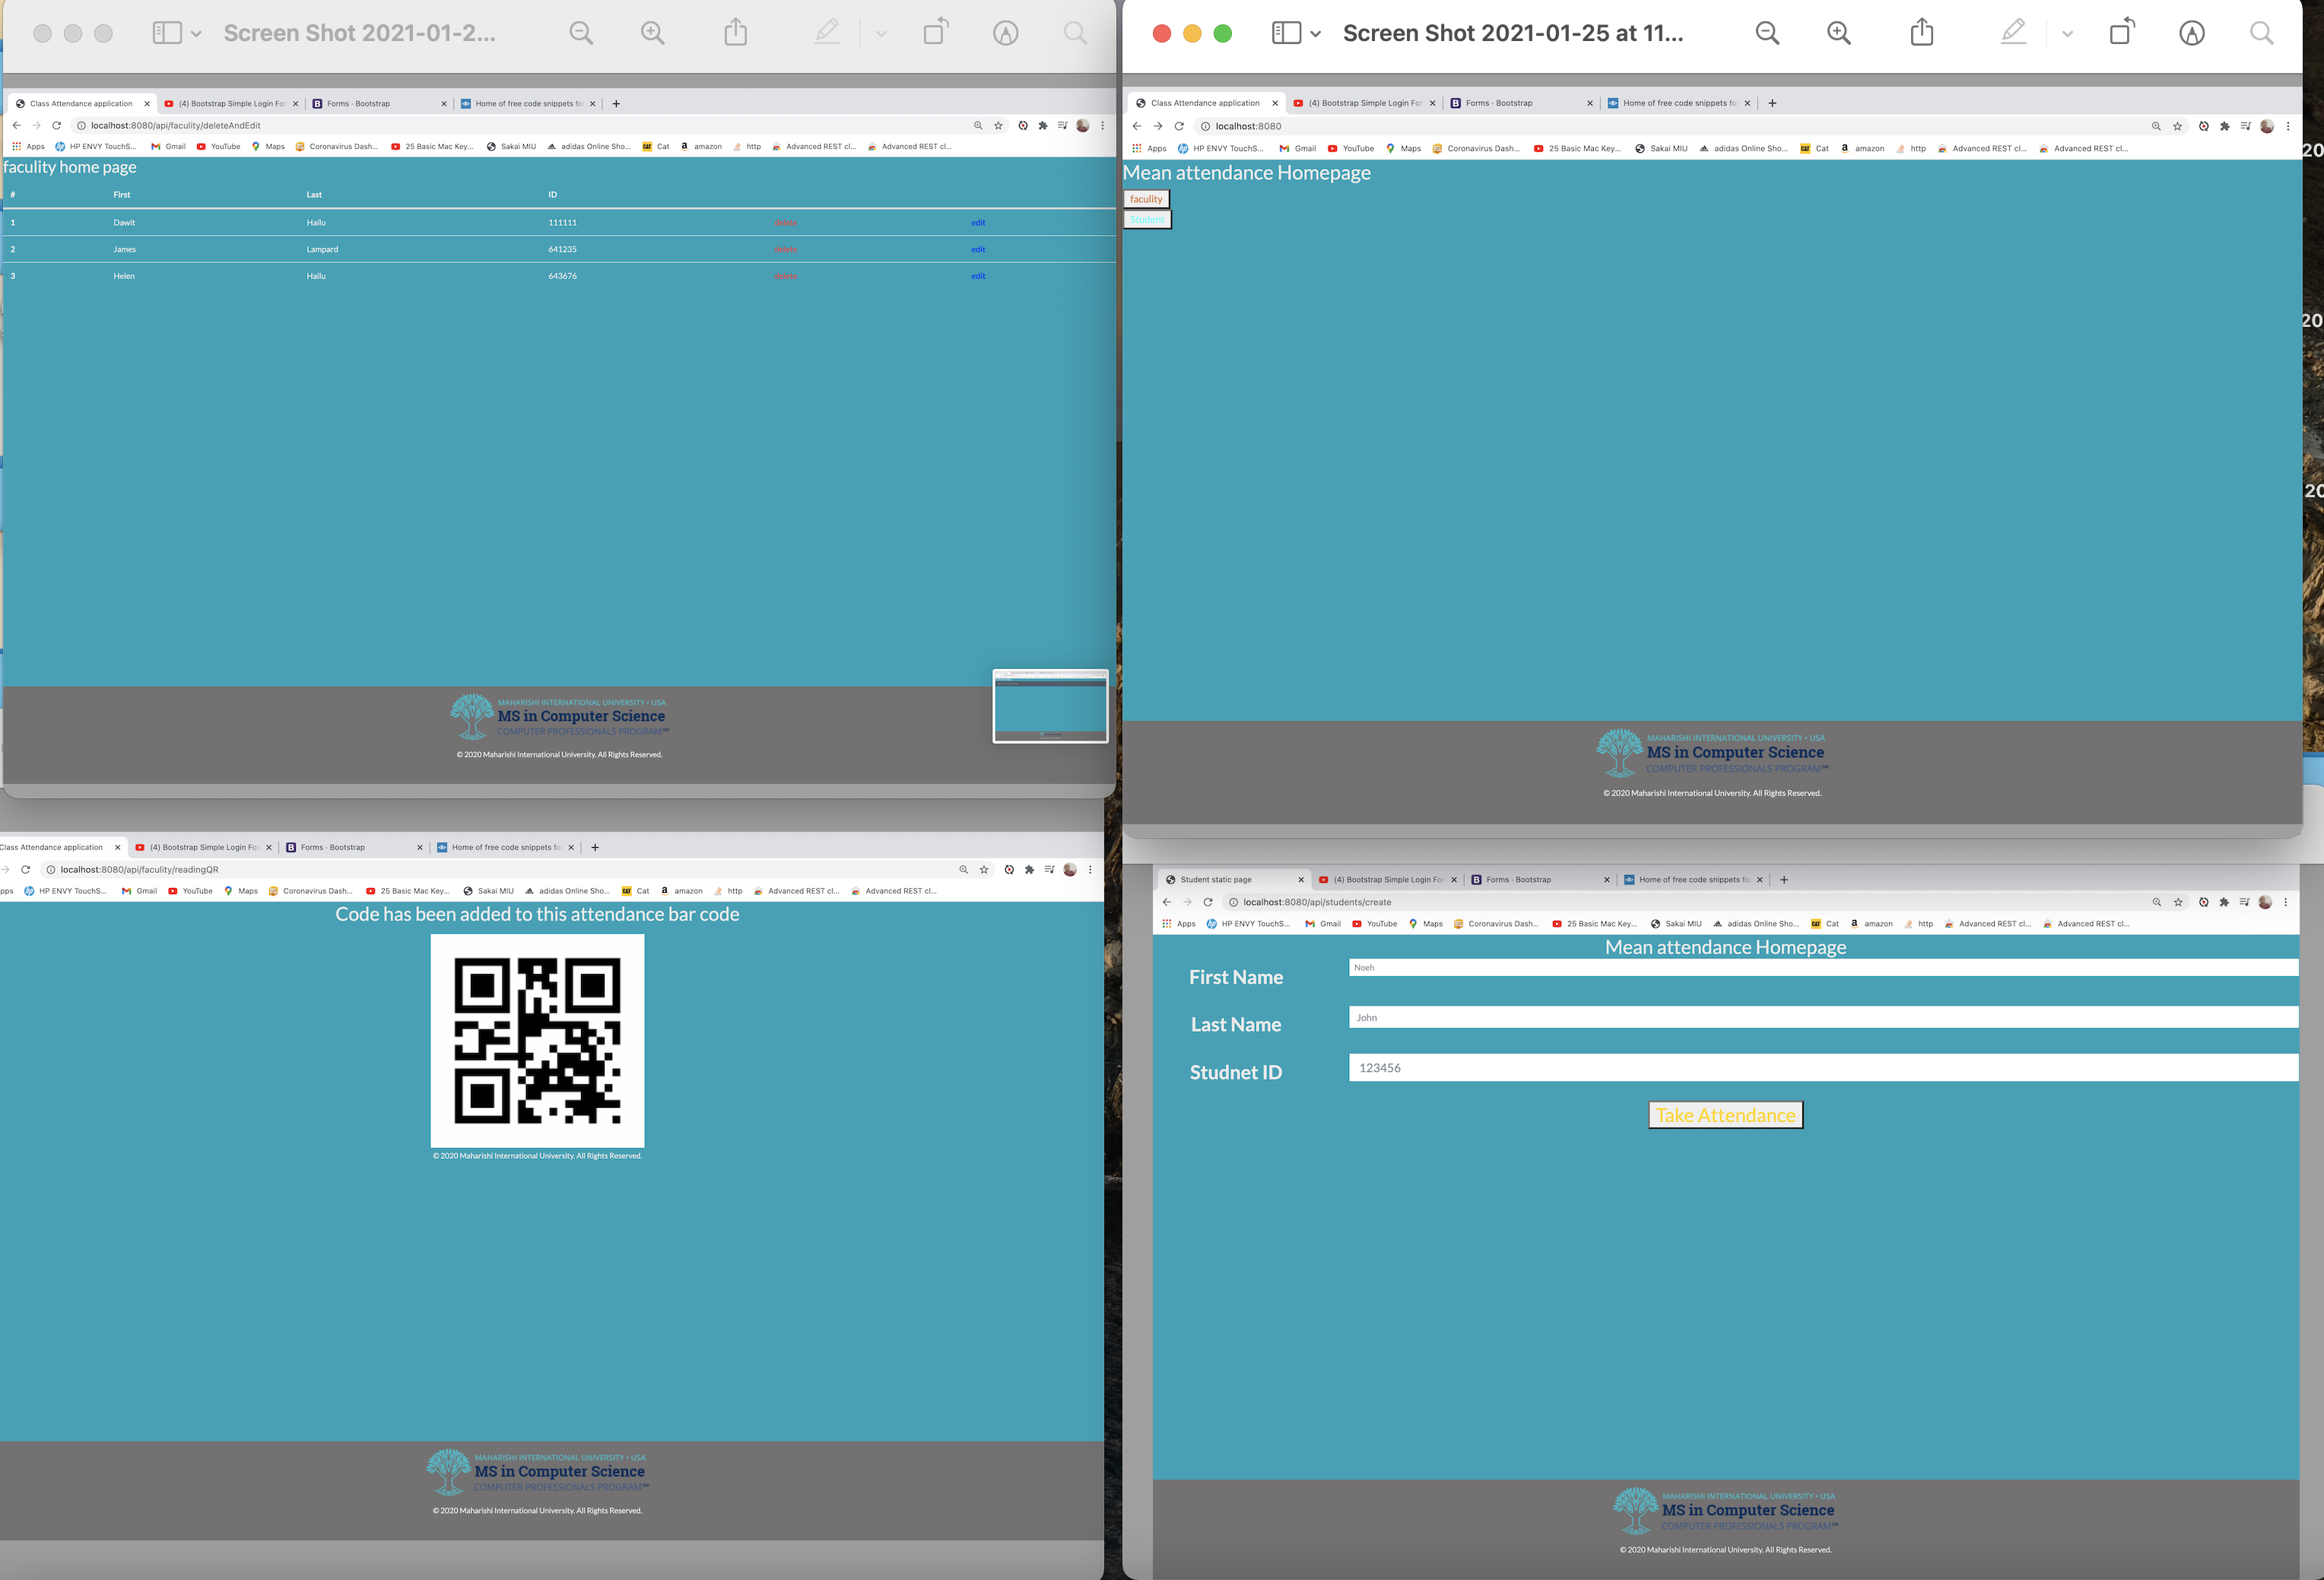 Screen Shot 2021-01-2...
Class Attendance application
(4) Bootstrap Simple Login For
Forms · Bootstrap
Home of free code snippets fo
localhost:8080/api/faculity/deleteAndEdit
Apps HP ENVY TouchS... Gmail YouTube Maps Coronavirus Dash... 25 Basic Mac Key... Sakai MIU adidas Online Sho... Cat amazon http Advanced REST cl... Advanced REST cl...
faculity home page
# First Last ID
1 Dawit Hailu 111111 delete edit
2 James Lampard 641235 delete edit
3 Helen Hailu 643676 delete edit
MAHARISHI INTERNATIONAL UNIVERSITY • USA
MS in Computer Science
COMPUTER PROFESSIONALS PROGRAM℠
© 2020 Maharishi International University. All Rights Reserved.
Screen Shot 2021-01-25 at 11...
Class Attendance application
(4) Bootstrap Simple Login For
Forms · Bootstrap
Home of free code snippets fo
localhost:8080
Apps HP ENVY TouchS... Gmail YouTube Maps Coronavirus Dash... 25 Basic Mac Key... Sakai MIU adidas Online Sho... Cat amazon http Advanced REST cl... Advanced REST cl...
Mean attendance Homepage
faculity
Student
MAHARISHI INTERNATIONAL UNIVERSITY • USA
MS in Computer Science
COMPUTER PROFESSIONALS PROGRAM℠
© 2020 Maharishi International University. All Rights Reserved.
20
20
20
Class Attendance application
(4) Bootstrap Simple Login For
Forms · Bootstrap
Home of free code snippets fo
localhost:8080/api/faculity/readingQR
pps HP ENVY TouchS... Gmail YouTube Maps Coronavirus Dash... 25 Basic Mac Key... Sakai MIU adidas Online Sho... Cat amazon http Advanced REST cl... Advanced REST cl...
Code has been added to this attendance bar code
© 2020 Maharishi International University. All Rights Reserved.
MAHARISHI INTERNATIONAL UNIVERSITY • USA
MS in Computer Science
COMPUTER PROFESSIONALS PROGRAM℠
© 2020 Maharishi International University. All Rights Reserved.
Student static page
(4) Bootstrap Simple Login For
Forms · Bootstrap
Home of free code snippets fo
localhost:8080/api/students/create
Apps HP ENVY TouchS... Gmail YouTube Maps Coronavirus Dash... 25 Basic Mac Key... Sakai MIU adidas Online Sho... Cat amazon http Advanced REST cl... Advanced REST cl...
Mean attendance Homepage
First Name Noeh
Last Name John
Studnet ID 123456
Take Attendance
MAHARISHI INTERNATIONAL UNIVERSITY • USA
MS in Computer Science
COMPUTER PROFESSIONALS PROGRAM℠
© 2020 Maharishi International University. All Rights Reserved.